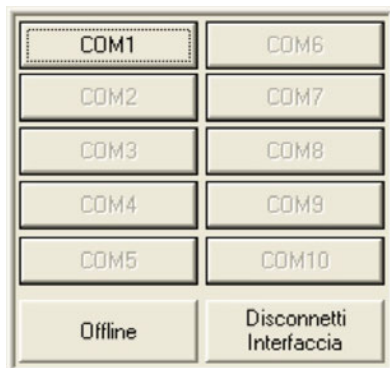 COM1
COM6
COM2
COM7
COM3
COM8
COM4
COM9
COM5
COM10
Offline
Disconnetti
Interfaccia